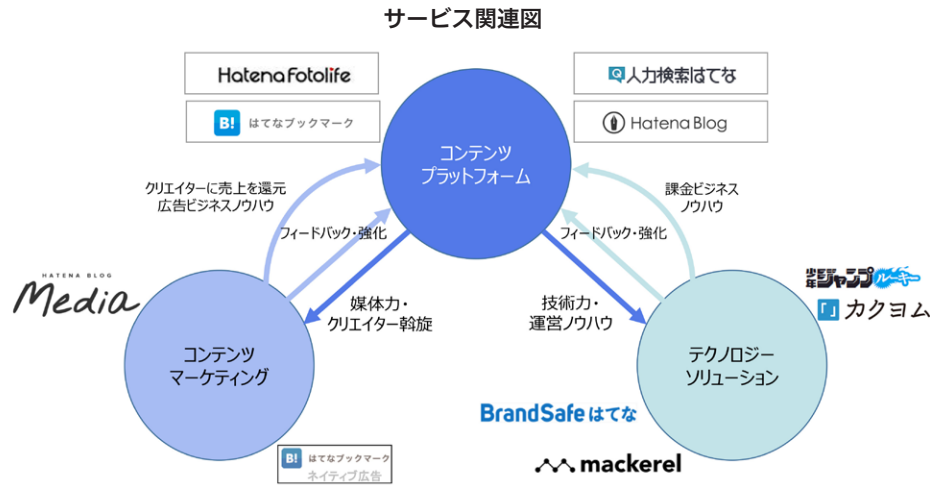 サービス関連図
Hatena Fotolife
人力検索はてな
B! はてなブックマーク
Hatena Blog
コンテンツ
プラットフォーム
クリエイターに売上を還元
広告ビジネスノウハウ
課金ビジネス
ノウハウ
フィードバック・強化
フィードバック・強化
HATENA BLOG
Media
媒体力・
クリエイター斡旋
技術力・
運営ノウハウ
少年ジャンプルーキー
「」カクヨム
コンテンツ
マーケティング
テクノロジー
ソリューション
BrandSafe はてな
B! はてなブックマーク
ネイティブ広告
mackerel